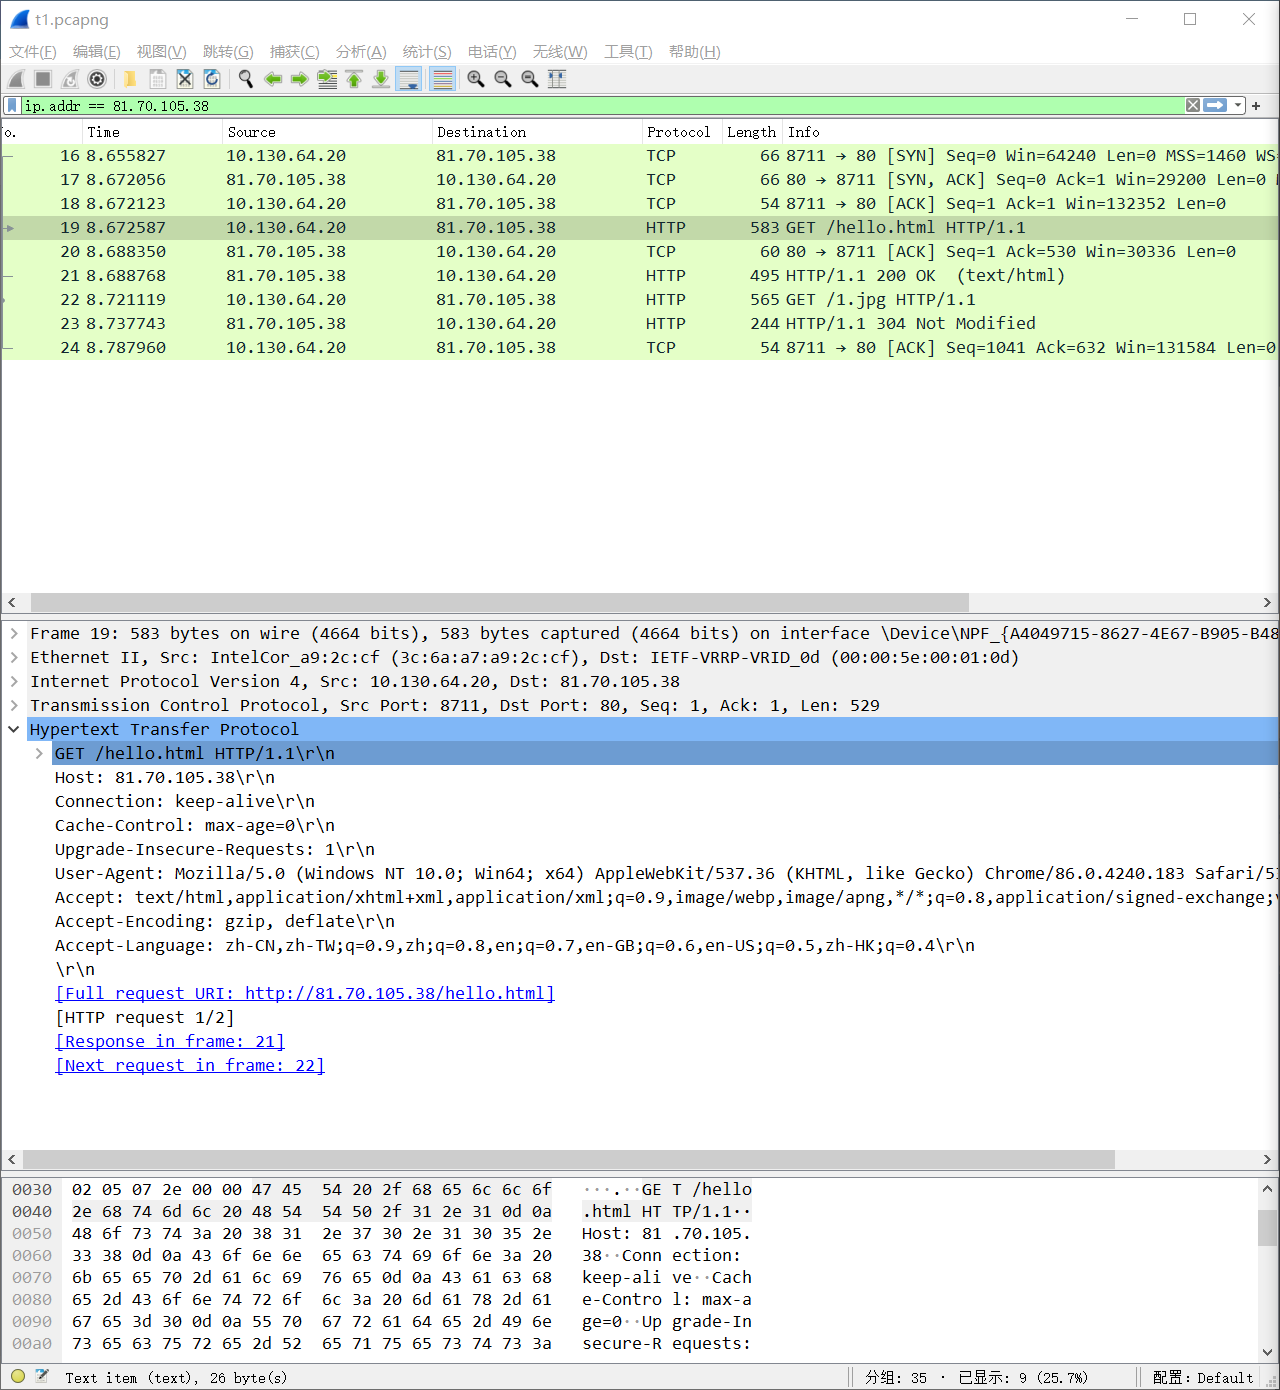 t1.pcapng
文件(F) 编辑(E) 视图(V) 跳转(G) 捕获(C) 分析(A) 统计(S) 电话(Y) 无线(W) 工具(T) 帮助(H)
ip.addr == 81.70.105.38
o. Time Source Destination Protocol Length Info
16 8.655827 10.130.64.20 81.70.105.38 TCP 66 8711 → 80 [SYN] Seq=0 Win=64240 Len=0 MSS=1460 WS=
17 8.672056 81.70.105.38 10.130.64.20 TCP 66 80 → 8711 [SYN, ACK] Seq=0 Ack=1 Win=29200 Len=0 M
18 8.672123 10.130.64.20 81.70.105.38 TCP 54 8711 → 80 [ACK] Seq=1 Ack=1 Win=132352 Len=0
19 8.672587 10.130.64.20 81.70.105.38 HTTP 583 GET /hello.html HTTP/1.1
20 8.688350 81.70.105.38 10.130.64.20 TCP 60 80 → 8711 [ACK] Seq=1 Ack=530 Win=30336 Len=0
21 8.688768 81.70.105.38 10.130.64.20 HTTP 495 HTTP/1.1 200 OK  (text/html)
22 8.721119 10.130.64.20 81.70.105.38 HTTP 565 GET /1.jpg HTTP/1.1
23 8.737743 81.70.105.38 10.130.64.20 HTTP 244 HTTP/1.1 304 Not Modified
24 8.787960 10.130.64.20 81.70.105.38 TCP 54 8711 → 80 [ACK] Seq=1041 Ack=632 Win=131584 Len=0
Frame 19: 583 bytes on wire (4664 bits), 583 bytes captured (4664 bits) on interface \Device\NPF_{A4049715-8627-4E67-B905-B48
Ethernet II, Src: IntelCor_a9:2c:cf (3c:6a:a7:a9:2c:cf), Dst: IETF-VRRP-VRID_0d (00:00:5e:00:01:0d)
Internet Protocol Version 4, Src: 10.130.64.20, Dst: 81.70.105.38
Transmission Control Protocol, Src Port: 8711, Dst Port: 80, Seq: 1, Ack: 1, Len: 529
Hypertext Transfer Protocol
GET /hello.html HTTP/1.1\r\n
Host: 81.70.105.38\r\n
Connection: keep-alive\r\n
Cache-Control: max-age=0\r\n
Upgrade-Insecure-Requests: 1\r\n
User-Agent: Mozilla/5.0 (Windows NT 10.0; Win64; x64) AppleWebKit/537.36 (KHTML, like Gecko) Chrome/86.0.4240.183 Safari/53
Accept: text/html,application/xhtml+xml,application/xml;q=0.9,image/webp,image/apng,*/*;q=0.8,application/signed-exchange;v
Accept-Encoding: gzip, deflate\r\n
Accept-Language: zh-CN,zh-TW;q=0.9,zh;q=0.8,en;q=0.7,en-GB;q=0.6,en-US;q=0.5,zh-HK;q=0.4\r\n
\r\n
[Full request URI: http://81.70.105.38/hello.html]
[HTTP request 1/2]
[Response in frame: 21]
[Next request in frame: 22]
0030 02 05 07 2e 00 00 47 45 54 20 2f 68 65 6c 6c 6f ···.··GE T /hello
0040 2e 68 74 6d 6c 20 48 54 54 50 2f 31 2e 31 0d 0a .html HT TP/1.1··
0050 48 6f 73 74 3a 20 38 31 2e 37 30 2e 31 30 35 2e Host: 81 .70.105.
0060 33 38 0d 0a 43 6f 6e 6e 65 63 74 69 6f 6e 3a 20 38··Conn ection:
0070 6b 65 65 70 2d 61 6c 69 76 65 0d 0a 43 61 63 68 keep-ali ve··Cach
0080 65 2d 43 6f 6e 74 72 6f 6c 3a 20 6d 61 78 2d 61 e-Contro l: max-a
0090 67 65 3d 30 0d 0a 55 70 67 72 61 64 65 2d 49 6e ge=0··Up grade-In
00a0 73 65 63 75 72 65 2d 52 65 71 75 65 73 74 73 3a secure-R equests:
Text item (text), 26 byte(s) 分组: 35 · 已显示: 9 (25.7%) 配置：Default